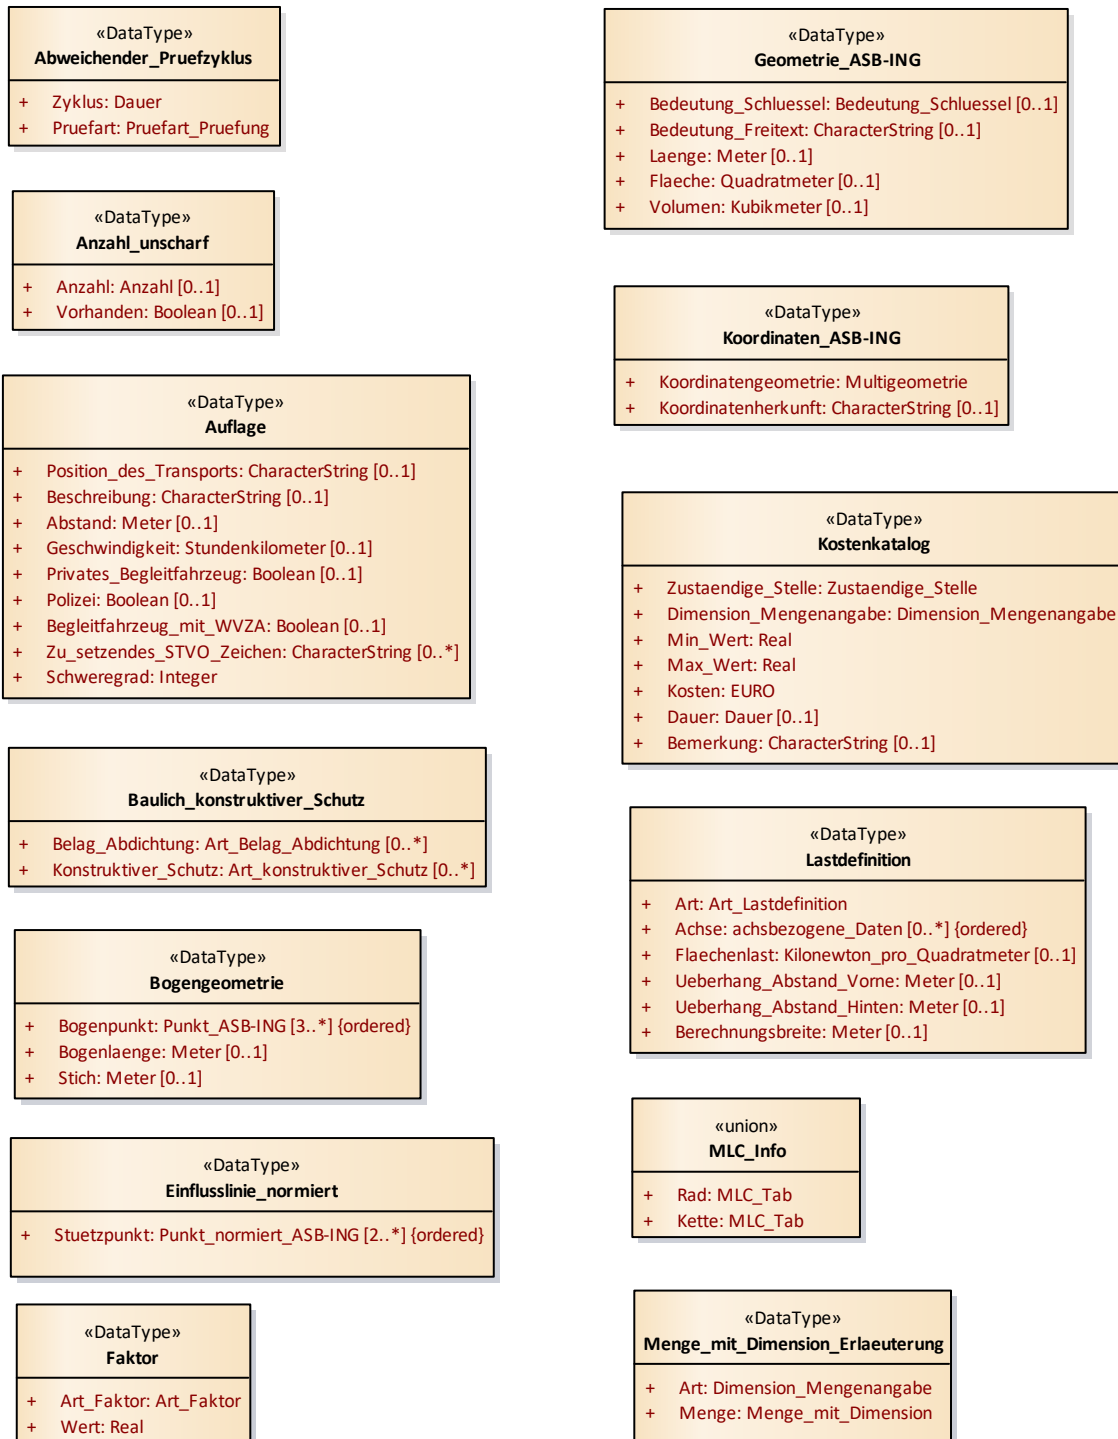 «DataType»
Abweichender_Pruefzyklus
+ Zyklus: Dauer
+ Pruefart: Pruefart_Pruefung
«DataType»
Anzahl_unscharf
+ Anzahl: Anzahl [0..1]
+ Vorhanden: Boolean [0..1]
«DataType»
Auflage
+ Position_des_Transports: CharacterString [0..1]
+ Beschreibung: CharacterString [0..1]
+ Abstand: Meter [0..1]
+ Geschwindigkeit: Stundenkilometer [0..1]
+ Privates_Begleitfahrzeug: Boolean [0..1]
+ Polizei: Boolean [0..1]
+ Begleitfahrzeug_mit_WVZA: Boolean [0..1]
+ Zu_setzendes_STVO_Zeichen: CharacterString [0..*]
+ Schweregrad: Integer
«DataType»
Baulich_konstruktiver_Schutz
+ Belag_Abdichtung: Art_Belag_Abdichtung [0..*]
+ Konstruktiver_Schutz: Art_konstruktiver_Schutz [0..*]
«DataType»
Bogengeometrie
+ Bogenpunkt: Punkt_ASB-ING [3..*] {ordered}
+ Bogenlaenge: Meter [0..1]
+ Stich: Meter [0..1]
«DataType»
Einflusslinie_normiert
+ Stuetzpunkt: Punkt_normiert_ASB-ING [2..*] {ordered}
«DataType»
Faktor
+ Art_Faktor: Art_Faktor
+ Wert: Real
«DataType»
Geometrie_ASB-ING
+ Bedeutung_Schluessel: Bedeutung_Schluessel [0..1]
+ Bedeutung_Freitext: CharacterString [0..1]
+ Laenge: Meter [0..1]
+ Flaeche: Quadratmeter [0..1]
+ Volumen: Kubikmeter [0..1]
«DataType»
Koordinaten_ASB-ING
+ Koordinatengeometrie: Multigeometrie
+ Koordinatenherkunft: CharacterString [0..1]
«DataType»
Kostenkatalog
+ Zustaendige_Stelle: Zustaendige_Stelle
+ Dimension_Mengenangabe: Dimension_Mengenangabe
+ Min_Wert: Real
+ Max_Wert: Real
+ Kosten: EURO
+ Dauer: Dauer [0..1]
+ Bemerkung: CharacterString [0..1]
«DataType»
Lastdefinition
+ Art: Art_Lastdefinition
+ Achse: achsbezogene_Daten [0..*] {ordered}
+ Flaechenlast: Kilonewton_pro_Quadratmeter [0..1]
+ Ueberhang_Abstand_Vorne: Meter [0..1]
+ Ueberhang_Abstand_Hinten: Meter [0..1]
+ Berechnungsbreite: Meter [0..1]
«union»
MLC_Info
+ Rad: MLC_Tab
+ Kette: MLC_Tab
«DataType»
Menge_mit_Dimension_Erlaeuterung
+ Art: Dimension_Mengenangabe
+ Menge: Menge_mit_Dimension